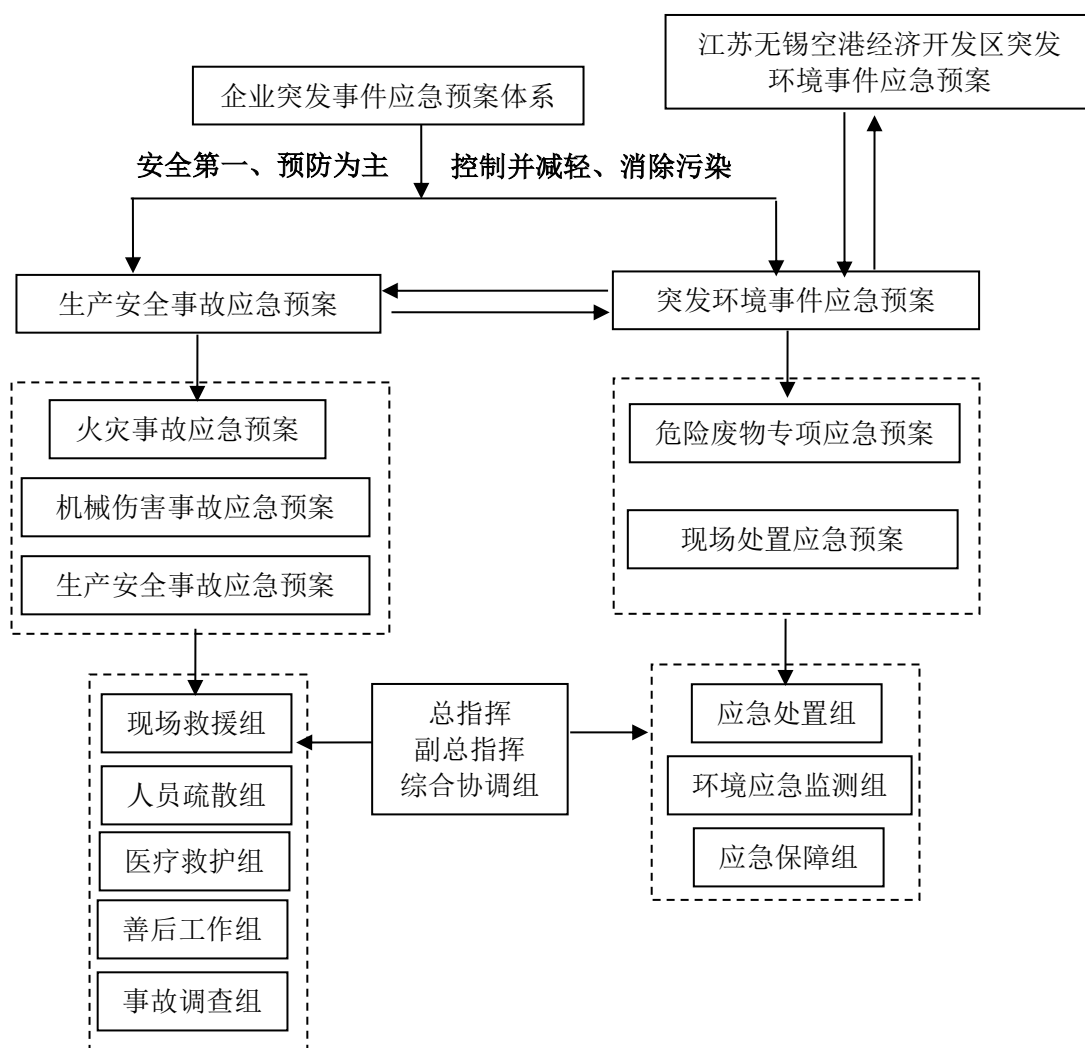 江苏无锡空港经济开发区突发
环境事件应急预案
企业突发事件应急预案体系
安全第一、预防为主
控制并减轻、消除污染
生产安全事故应急预案
突发环境事件应急预案
火灾事故应急预案
机械伤害事故应急预案
生产安全事故应急预案
危险废物专项应急预案
现场处置应急预案
现场救援组
人员疏散组
医疗救护组
善后工作组
事故调查组
总指挥
副总指挥
综合协调组
应急处置组
环境应急监测组
应急保障组